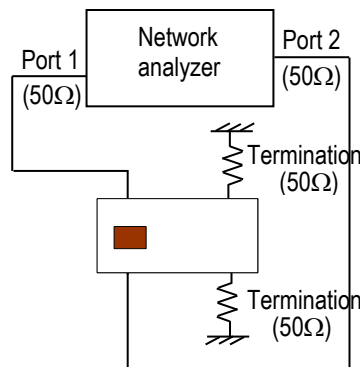 Network
analyzer
Port 1
(50Ω)
Port 2
(50Ω)
Termination
(50Ω)
Termination
(50Ω)